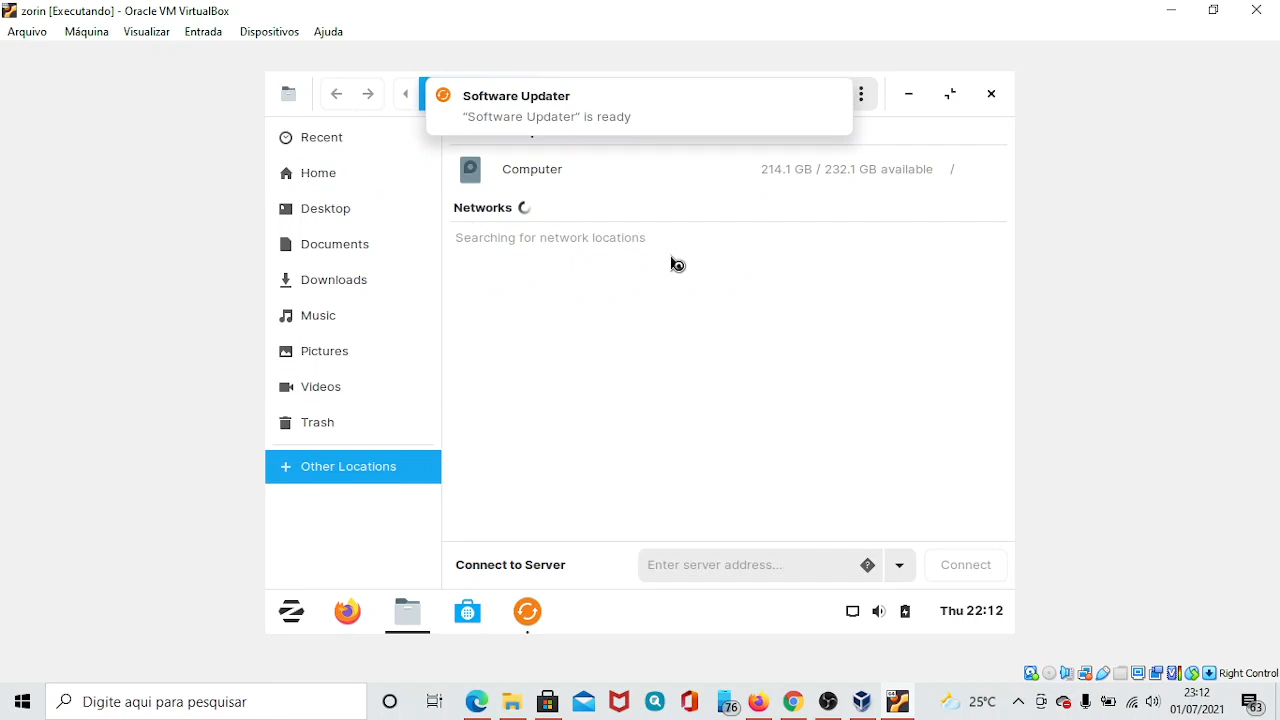 zorin [Executando] - Oracle VM VirtualBox
Arquivo Máquina Visualizar Entrada Dispositivos Ajuda
Software Updater
“Software Updater” is ready
Recent
Home
Desktop
Documents
Downloads
Music
Pictures
Videos
Trash
Other Locations
Computer 214.1 GB / 232.1 GB available /
Networks
Searching for network locations
Connect to Server Enter server address... Connect
Thu 22:12
Right Control
Digite aqui para pesquisar
76
25°C
23:12
01/07/2021
63